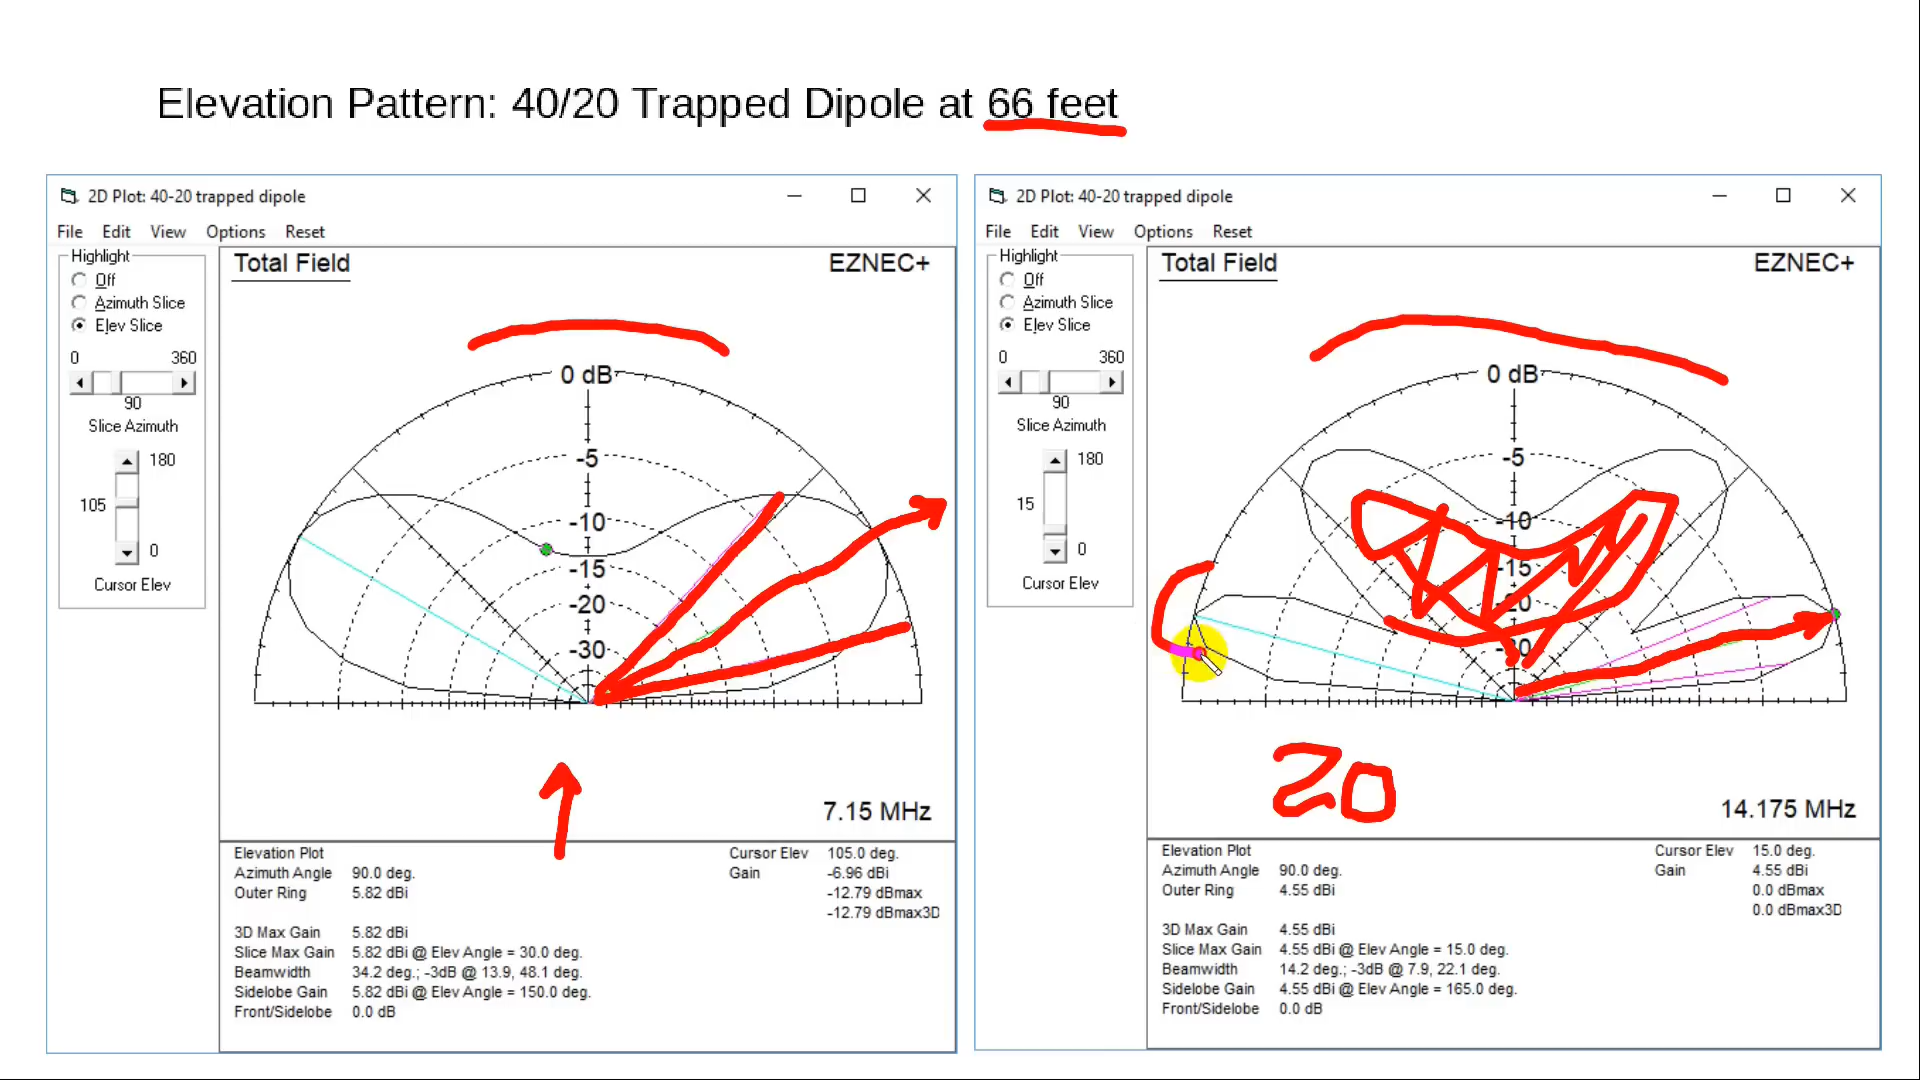 Elevation Pattern: 40/20 Trapped Dipole at 66 feet
2D Plot: 40-20 trapped dipole
File Edit View Options Reset
Highlight
Off
Azimuth Slice
Elev Slice
0 360
90
Slice Azimuth
180
105
0
Cursor Elev
Total Field EZNEC+
0 dB
-5
-10
-15
-20
-30
7.15 MHz
Elevation Plot
Azimuth Angle 90.0 deg.
Outer Ring 5.82 dBi
3D Max Gain 5.82 dBi
Slice Max Gain 5.82 dBi @ Elev Angle = 30.0 deg.
Beamwidth 34.2 deg.; -3dB @ 13.9, 48.1 deg.
Sidelobe Gain 5.82 dBi @ Elev Angle = 150.0 deg.
Front/Sidelobe 0.0 dB
Cursor Elev 105.0 deg.
Gain -6.96 dBi
-12.79 dBmax
-12.79 dBmax3D
2D Plot: 40-20 trapped dipole
File Edit View Options Reset
Highlight
Off
Azimuth Slice
Elev Slice
0 360
90
Slice Azimuth
180
15
0
Cursor Elev
Total Field EZNEC+
0 dB
-5
-10
-15
20
14.175 MHz
Elevation Plot
Azimuth Angle 90.0 deg.
Outer Ring 4.55 dBi
3D Max Gain 4.55 dBi
Slice Max Gain 4.55 dBi @ Elev Angle = 15.0 deg.
Beamwidth 14.2 deg.; -3dB @ 7.9, 22.1 deg.
Sidelobe Gain 4.55 dBi @ Elev Angle = 165.0 deg.
Front/Sidelobe 0.0 dB
Cursor Elev 15.0 deg.
Gain 4.55 dBi
0.0 dBmax
0.0 dBmax3D